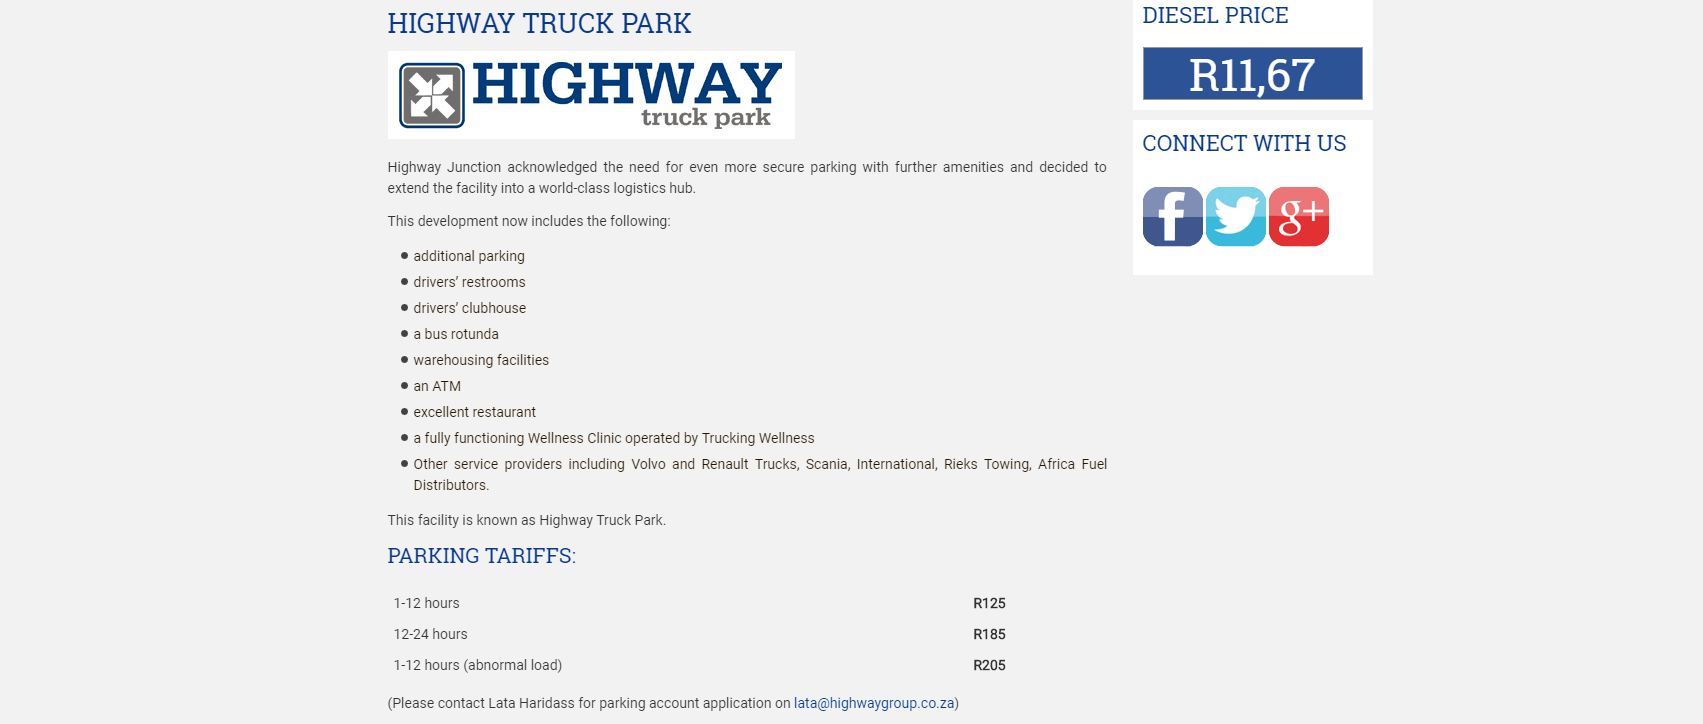 HIGHWAY TRUCK PARK
HIGHWAY
truck park
Highway Junction acknowledged the need for even more secure parking with further amenities and decided to
extend the facility into a world-class logistics hub.
This development now includes the following:
additional parking
drivers’ restrooms
drivers’ clubhouse
a bus rotunda
warehousing facilities
an ATM
excellent restaurant
a fully functioning Wellness Clinic operated by Trucking Wellness
Other service providers including Volvo and Renault Trucks, Scania, International, Rieks Towing, Africa Fuel
Distributors.
This facility is known as Highway Truck Park.
PARKING TARIFFS:
1-12 hours R125
12-24 hours R185
1-12 hours (abnormal load) R205
(Please contact Lata Haridass for parking account application on lata@highwaygroup.co.za)
DIESEL PRICE
R11,67
CONNECT WITH US
f
g+